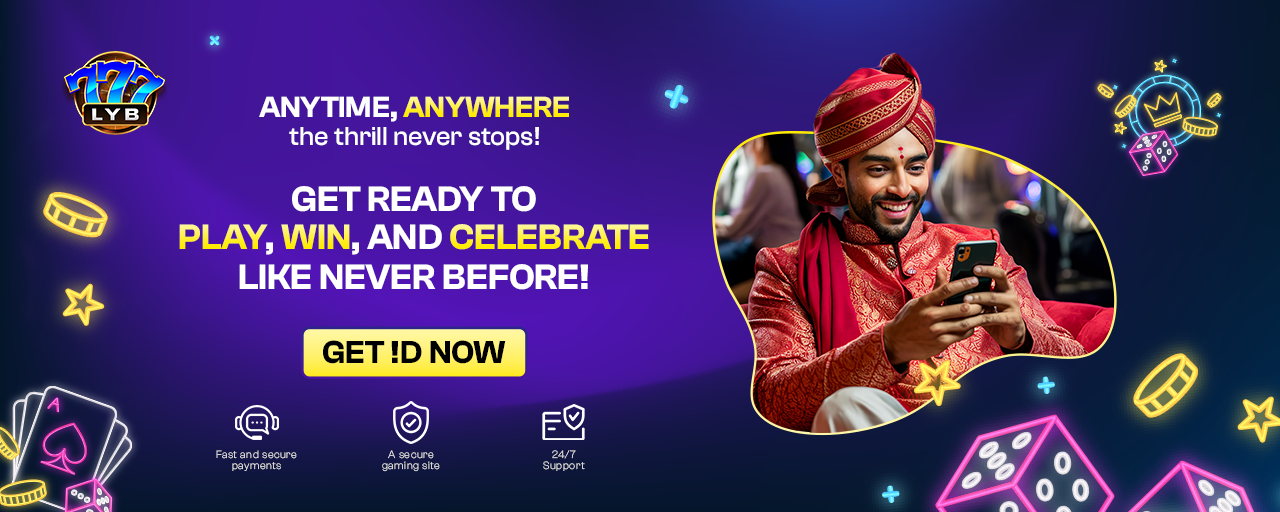 777
LYB
ANYTIME, ANYWHERE
the thrill never stops!
GET READY TO
PLAY, WIN, AND CELEBRATE
LIKE NEVER BEFORE!
GET !D NOW
Fast and secure
payments
A secure
gaming site
24/7
Support
A